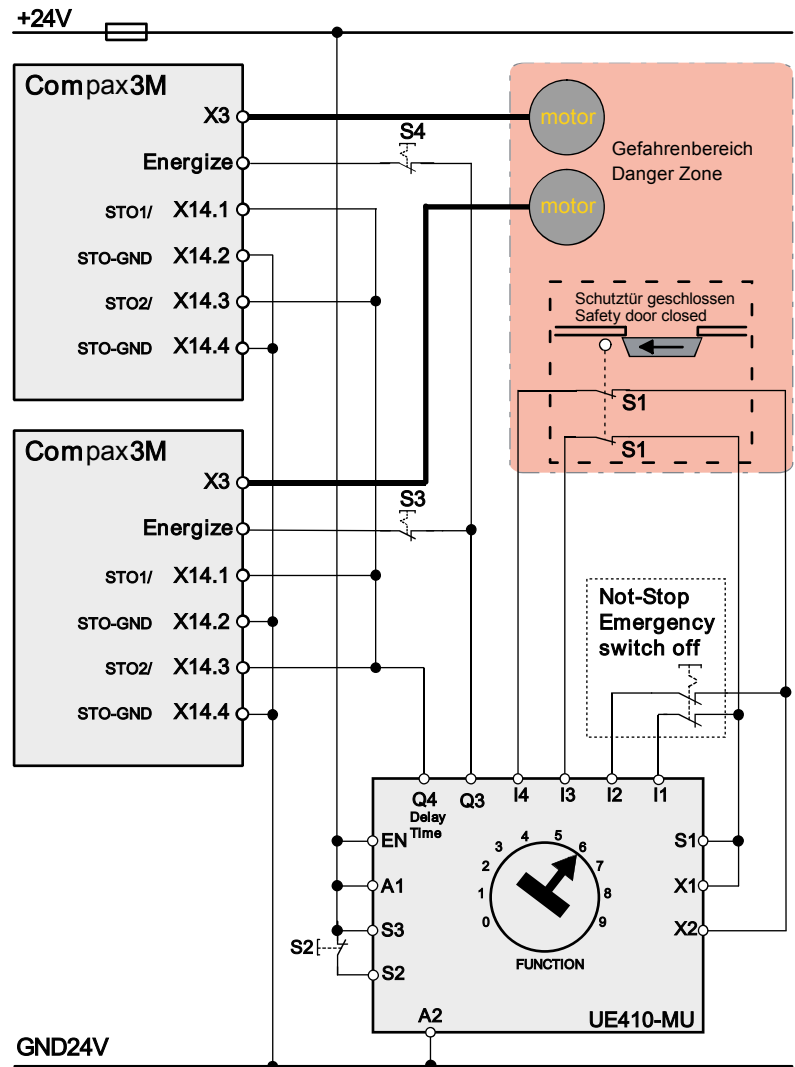 +24V
Compax3M
X3
Energize
STO1/ X14.1
STO-GND X14.2
STO2/ X14.3
STO-GND X14.4
S4
motor
motor
Gefahrenbereich
Danger Zone
Schutztür geschlossen
Safety door closed
S1
S1
Compax3M
X3
Energize
STO1/ X14.1
STO-GND X14.2
STO2/ X14.3
STO-GND X14.4
S3
Not-Stop
Emergency
switch off
Q4
Delay
Time
Q3
I4
I3
I2
I1
EN
A1
S3
S2
S2
0
1
2
3
4
5
6
7
8
9
FUNCTION
S1
X1
X2
A2
UE410-MU
GND24V